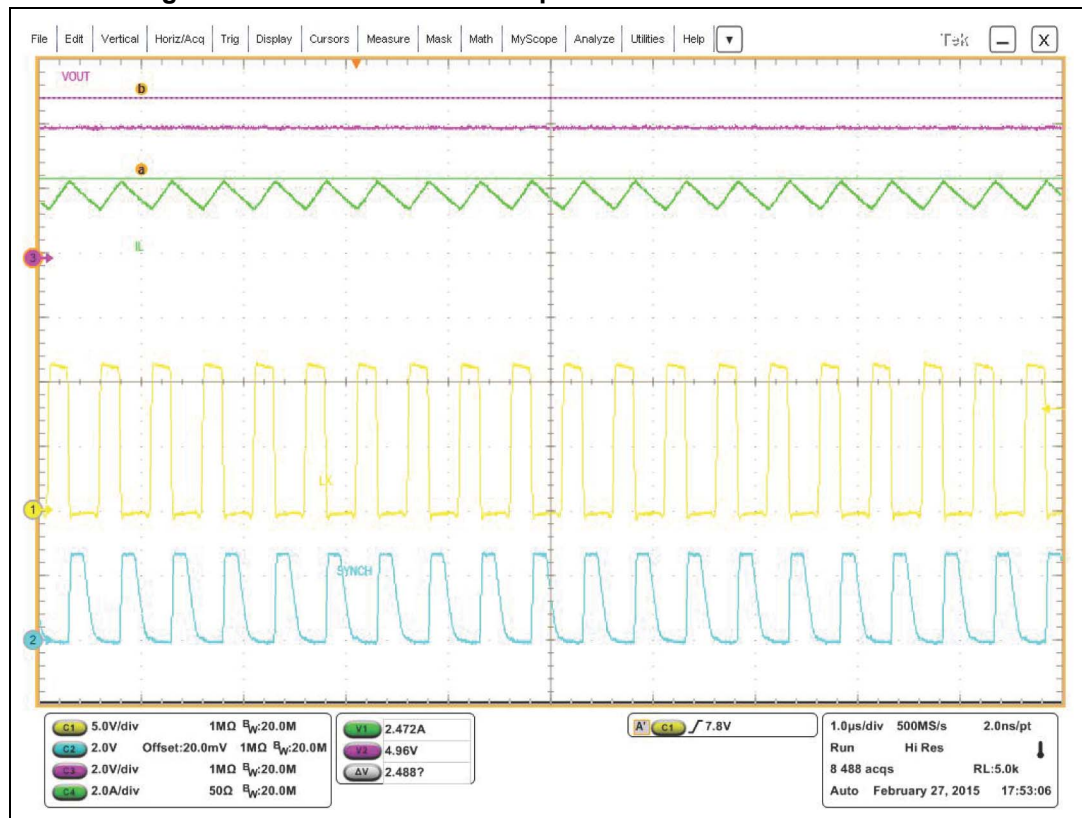 File Edit Vertical Horiz/Acq Trig Display Cursors Measure Mask Math MyScope Analyze Utilities Help Tek X
VOUT
b
a
IL
3
LX
1
SYNCH
2
C1 5.0V/div 1MΩ BW:20.0M
C2 2.0V Offset:20.0mV 1MΩ BW:20.0M
C3 2.0V/div 1MΩ BW:20.0M
C4 2.0A/div 50Ω BW:20.0M
V1 2.472A
V2 4.96V
ΔV 2.488?
A' C1 7.8V
1.0µs/div 500MS/s 2.0ns/pt
Run Hi Res
8 488 acqs RL:5.0k
Auto February 27, 2015 17:53:06